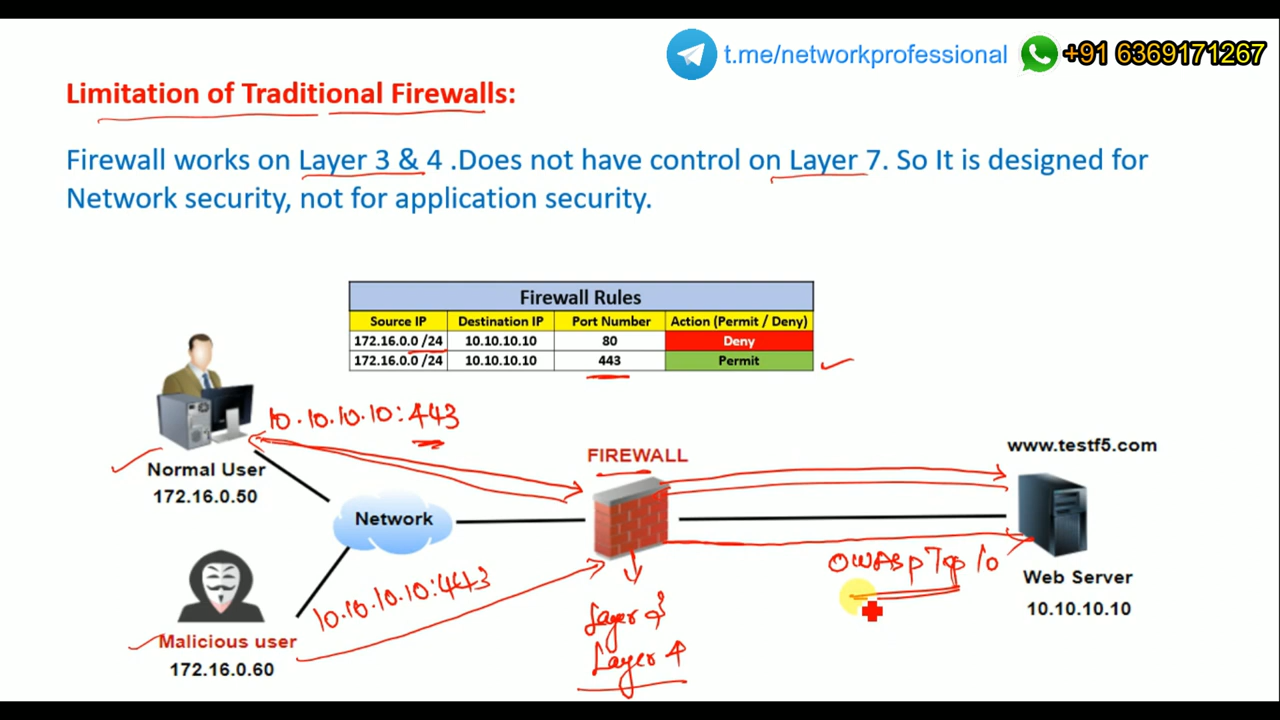 t.me/networkprofessional +91 6369171267
Limitation of Traditional Firewalls:
Firewall works on Layer 3 & 4 .Does not have control on Layer 7. So It is designed for
Network security, not for application security.
Firewall Rules
Source IP Destination IP Port Number Action (Permit / Deny)
172.16.0.0 /24 10.10.10.10 80 Deny
172.16.0.0 /24 10.10.10.10 443 Permit
10.10.10.10:443
Normal User
172.16.0.50
Network
FIREWALL
www.testf5.com
OWASP Top 10
Web Server
10.10.10.10
10.10.10.10:443
Malicious user
172.16.0.60
Layer 3
Layer 4